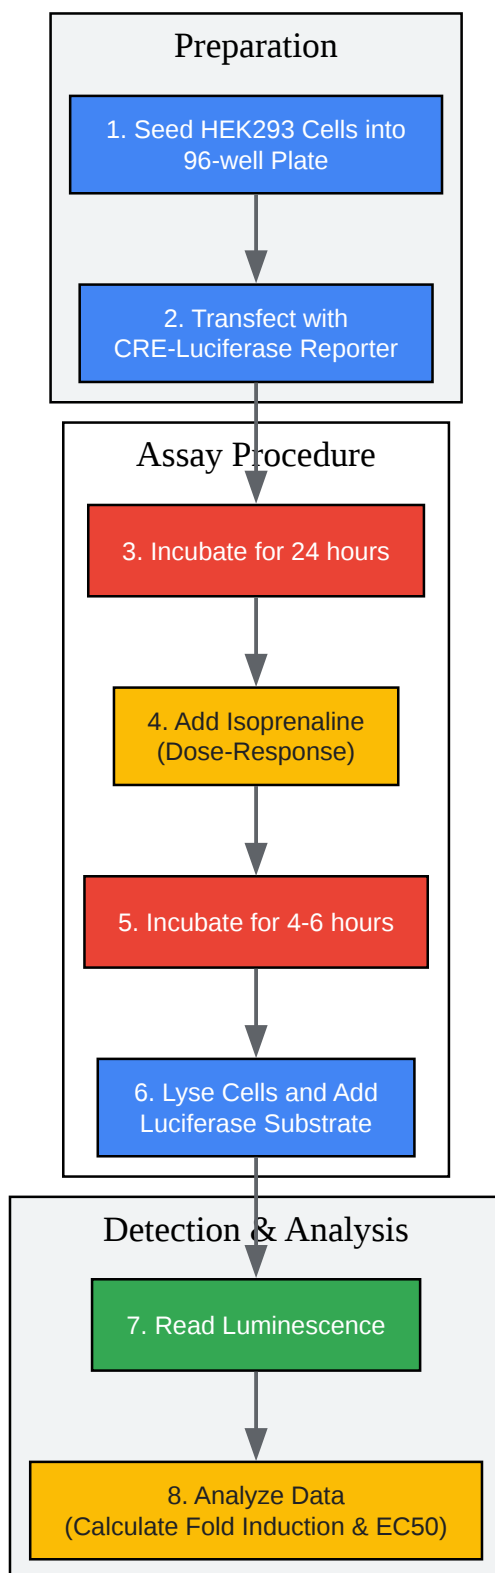 Preparation
1. Seed HEK293 Cells into
96-well Plate
2. Transfect with
CRE-Luciferase Reporter
Assay Procedure
3. Incubate for 24 hours
4. Add Isoprenaline
(Dose-Response)
5. Incubate for 4-6 hours
6. Lyse Cells and Add
Luciferase Substrate
Detection & Analysis
7. Read Luminescence
8. Analyze Data
(Calculate Fold Induction & EC50)